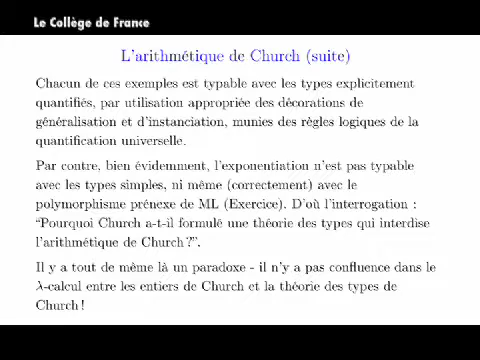 Le Collège de France
L'arithmétique de Church (suite)
Chacun de ces exemples est typable avec les types explicitement
quantifiés, par utilisation appropriée des décorations de
généralisation et d'instanciation, munies des règles logiques de la
quantification universelle.
Par contre, bien évidemment, l'exponentiation n'est pas typable
avec les types simples, ni même (correctement) avec le
polymorphisme prénexe de ML (Exercice). D'où l'interrogation :
“Pourquoi Church a-t-il formulé une théorie des types qui interdise
l'arithmétique de Church ?”.
Il y a tout de même là un paradoxe - il n'y a pas confluence dans le
λ-calcul entre les entiers de Church et la théorie des types de
Church !